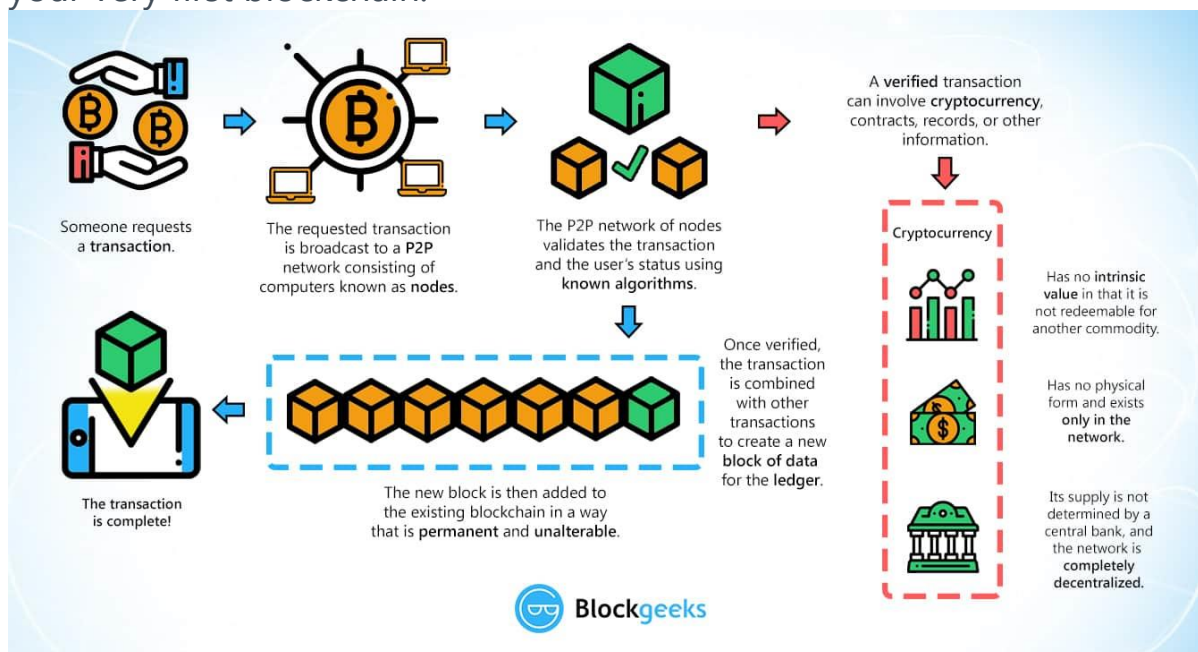 your very first blockchain.
Someone requests
a transaction.
The requested transaction
is broadcast to a P2P
network consisting of
computers known as nodes.
The P2P network of nodes
validates the transaction
and the user's status using
known algorithms.
A verified transaction
can involve cryptocurrency,
contracts, records, or other
information.
Cryptocurrency
Has no intrinsic
value in that it is
not redeemable for
another commodity.
Has no physical
form and exists
only in the
network.
Its supply is not
determined by a
central bank, and
the network is
completely
decentralized.
Once verified,
the transaction
is combined
with other
transactions
to create a new
block of data
for the ledger.
The new block is then added to
the existing blockchain in a way
that is permanent and unalterable.
The transaction
is complete!
Blockgeeks